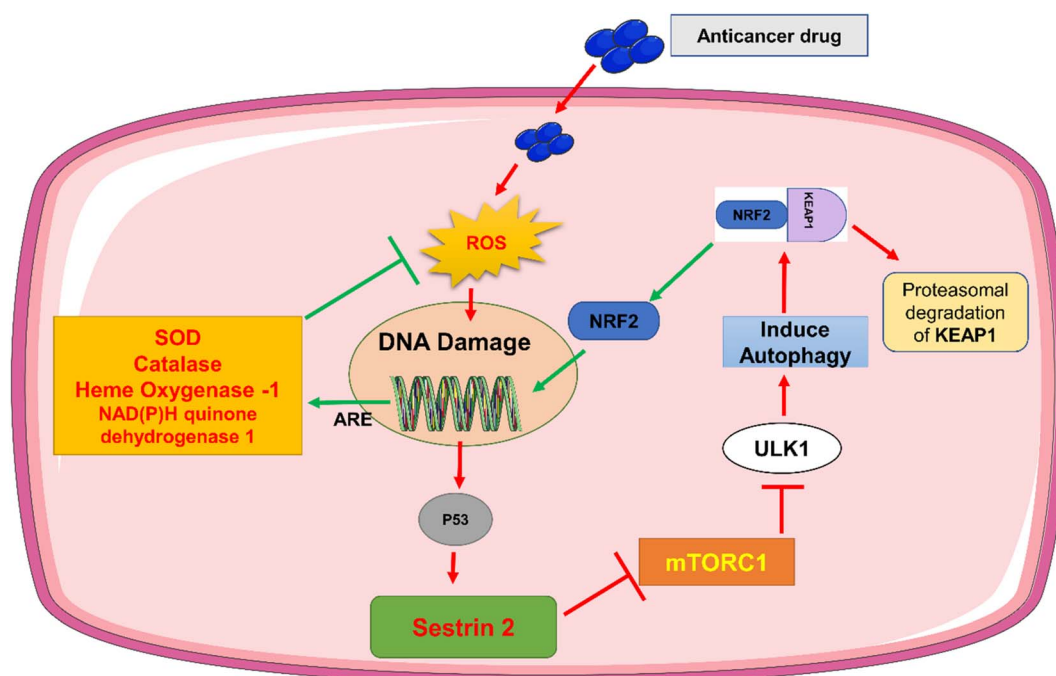 Anticancer drug
ROS
NRF2
KEAP1
Proteasomal
degradation
of KEAP1
NRF2
DNA Damage
Induce
Autophagy
SOD
Catalase
Heme Oxygenase -1
NAD(P)H quinone
dehydrogenase 1
ARE
ULK1
P53
mTORC1
Sestrin 2